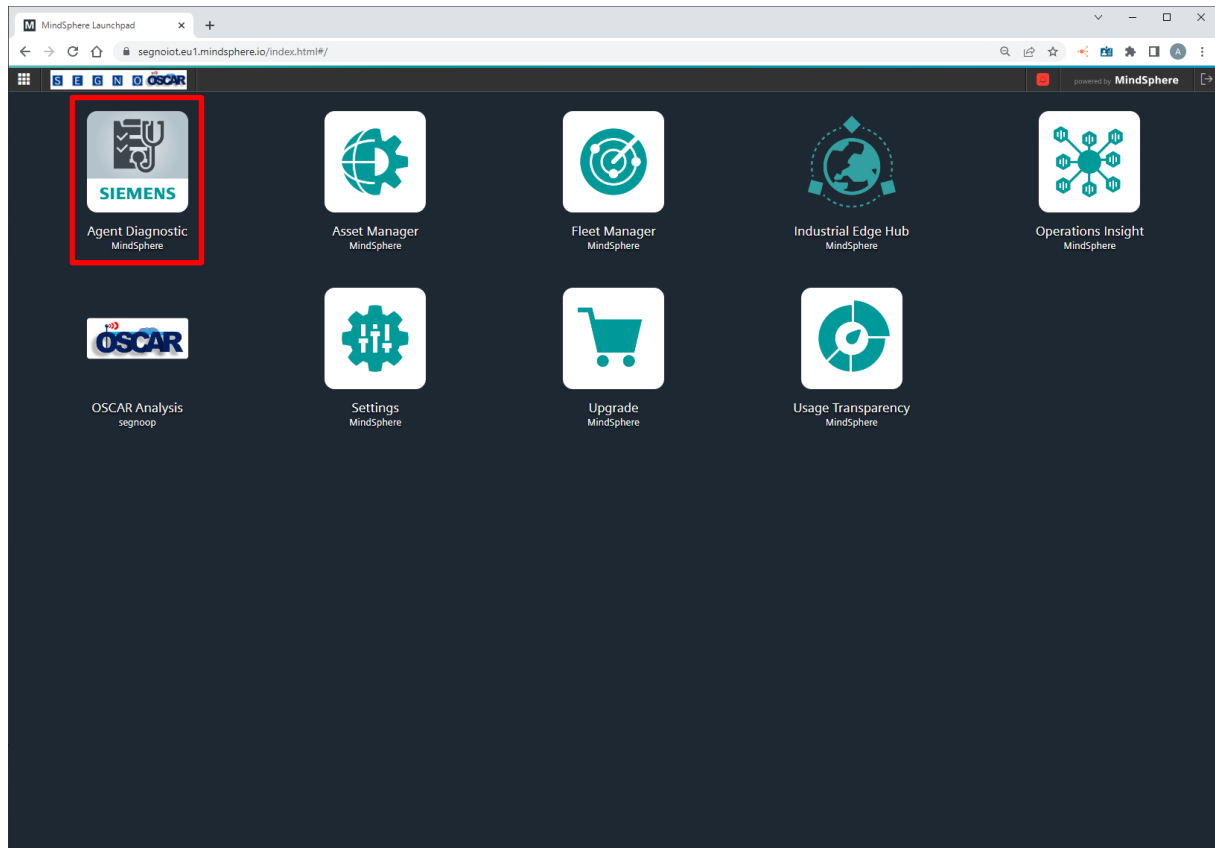 M MindSphere Launchpad
segnoiot.eu1.mindsphere.io/index.html#/
A
S E G N O OSCAR
powered by MindSphere
SIEMENS
Agent Diagnostic
MindSphere
Asset Manager
MindSphere
Fleet Manager
MindSphere
Industrial Edge Hub
MindSphere
Operations Insight
MindSphere
OSCAR
OSCAR Analysis
segnoop
Settings
MindSphere
Upgrade
MindSphere
Usage Transparency
MindSphere